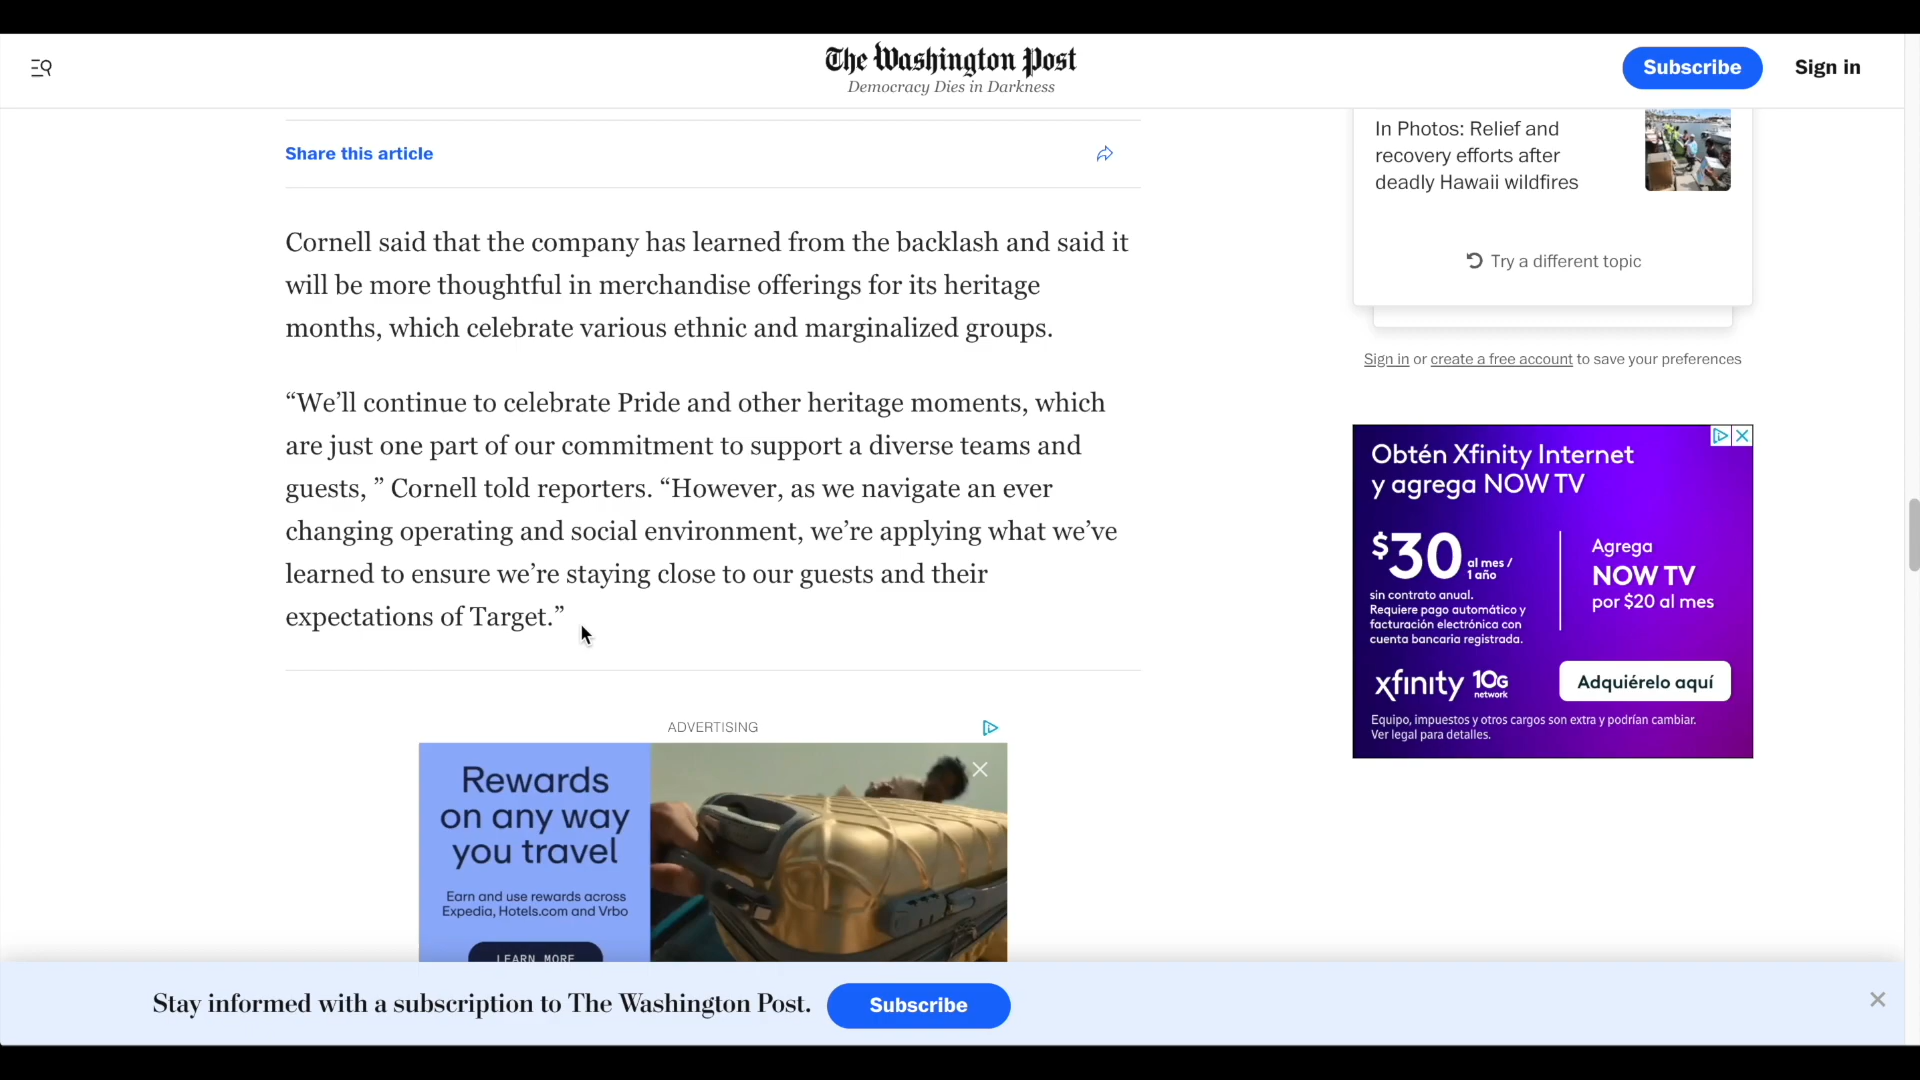 The Washington Post
Democracy Dies in Darkness
Subscribe
Sign in
Share this article
Cornell said that the company has learned from the backlash and said it
will be more thoughtful in merchandise offerings for its heritage
months, which celebrate various ethnic and marginalized groups.
“We’ll continue to celebrate Pride and other heritage moments, which
are just one part of our commitment to support a diverse teams and
guests, ” Cornell told reporters. “However, as we navigate an ever
changing operating and social environment, we’re applying what we’ve
learned to ensure we’re staying close to our guests and their
expectations of Target.”
ADVERTISING
Rewards
on any way
you travel
Earn and use rewards across
Expedia, Hotels.com and Vrbo
LEARN MORE
In Photos: Relief and
recovery efforts after
deadly Hawaii wildfires
Try a different topic
Sign in or create a free account to save your preferences
Obtén Xfinity Internet
y agrega NOW TV
$30 al mes /
1 año
sin contrato anual.
Requiere pago automático y
facturación electrónica con
cuenta bancaria registrada.
Agrega
NOW TV
por $20 al mes
xfinity 10G
network
Adquiérelo aquí
Equipo, impuestos y otros cargos son extra y podrían cambiar.
Ver legal para detalles.
Stay informed with a subscription to The Washington Post.
Subscribe